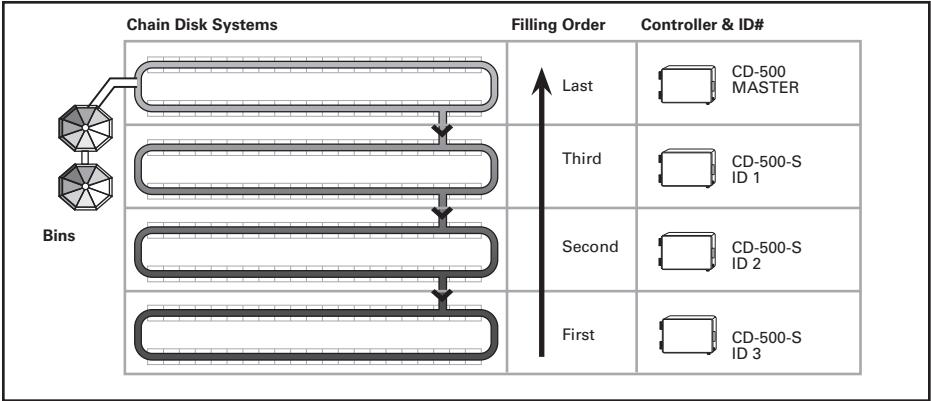 Chain Disk Systems
Filling Order
Controller & ID#
Last
CD-500
MASTER
Third
CD-500-S
ID 1
Bins
Second
CD-500-S
ID 2
First
CD-500-S
ID 3